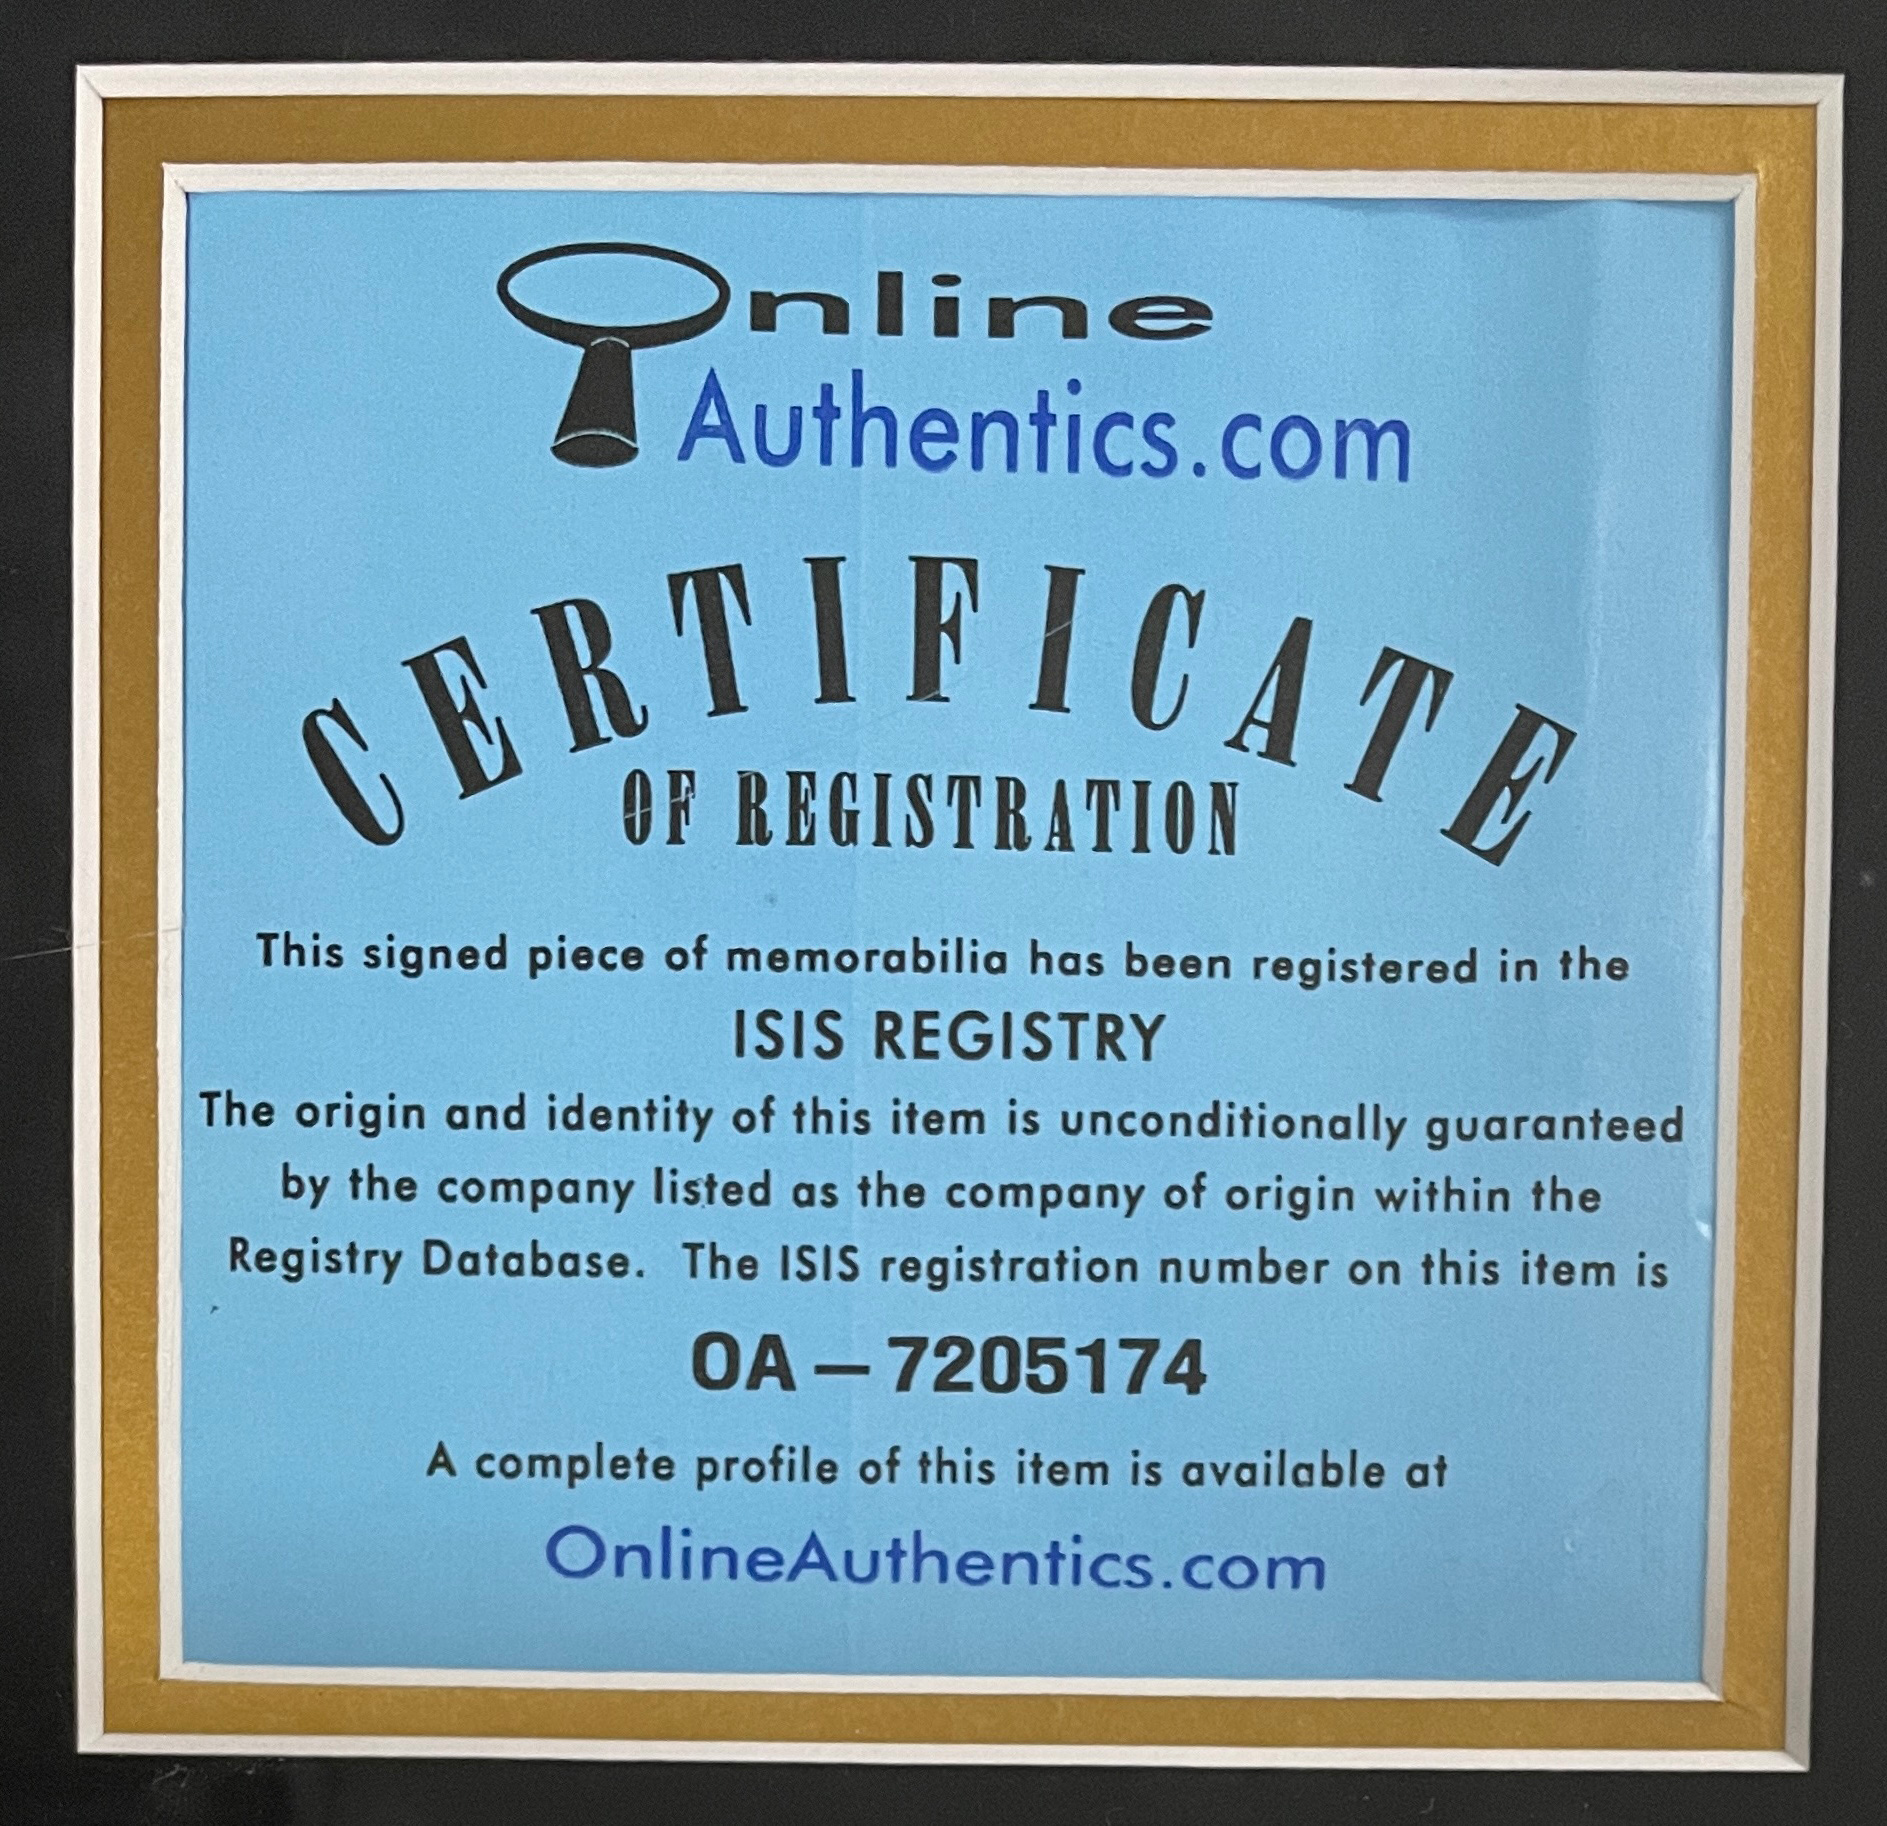 Online
Authentics.com
CERTIFICATE
OF REGISTRATION
This signed piece of memorabilia has been registered in the
ISIS REGISTRY
The origin and identity of this item is unconditionally guaranteed
by the company listed as the company of origin within the
Registry Database. The ISIS registration number on this item is
OA – 7205174
A complete profile of this item is available at
OnlineAuthentics.com